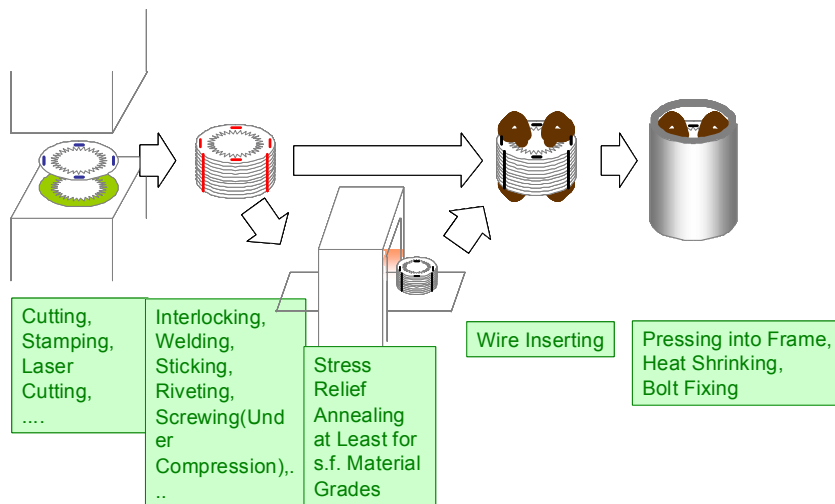 Cutting,
Stamping,
Laser
Cutting,
....
Interlocking,
Welding,
Sticking,
Riveting,
Screwing(Und
er
Compression),.
..
Stress
Relief
Annealing
at Least for
s.f. Material
Grades
Wire Inserting
Pressing into Frame,
Heat Shrinking,
Bolt Fixing